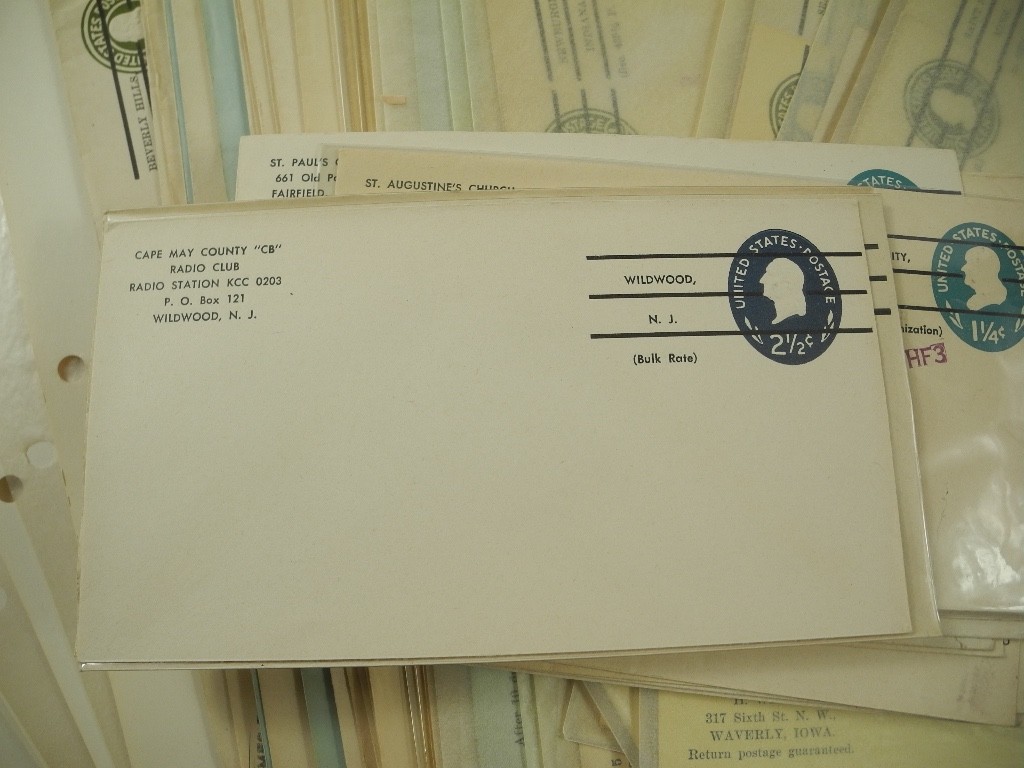 BEVERLY HILLS,
ST. PAUL'S
661 Old
FAIRFIELD,
ST. AUGUSTINE'S CHURCH
STATES
CAPE MAY COUNTY "CB"
RADIO CLUB
RADIO STATION KCC 0203
P. O. Box 121
WILDWOOD, N. J.
WILDWOOD,
N. J.
(Bulk Rate)
UNITED STATES·POSTAGE
2½¢
UNITED STATES·POSTAGE
1¼¢
HF3
After 10
317 Sixth St. N. W.,
WAVERLY, IOWA.
Return postage guaranteed.